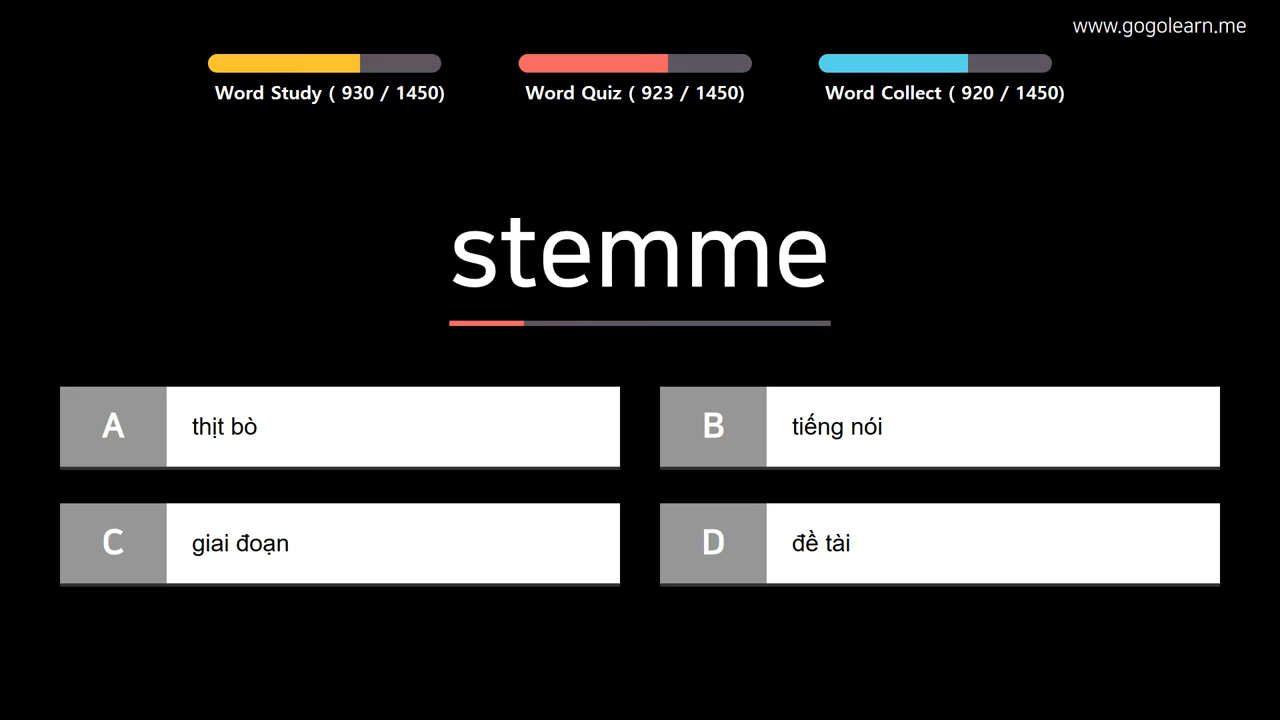 www.gogolearn.me
Word Study ( 930 / 1450)
Word Quiz ( 923 / 1450)
Word Collect ( 920 / 1450)
stemme
A thịt bò
B tiếng nói
C giai đoạn
D đề tài